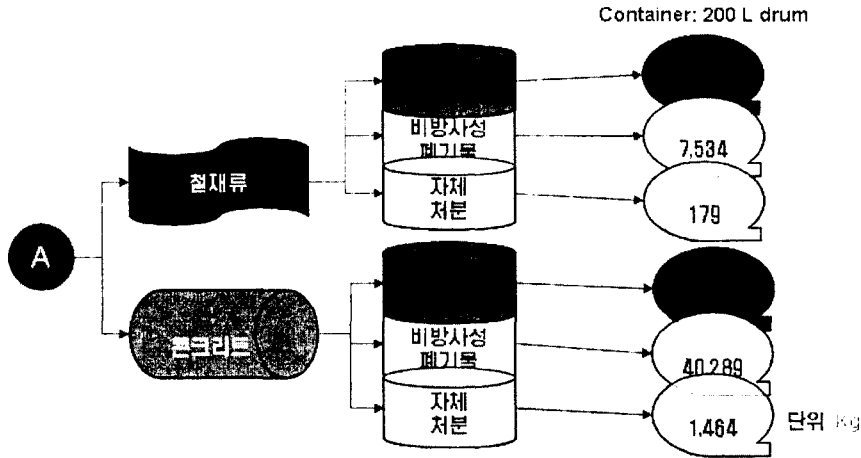 Container: 200 L drum
비방사성
폐기물
7,534
철재류
자체
처분
179
A
비방사성
폐기물
콘크리트
40,289
자체
처분
1,464
단위 Kg